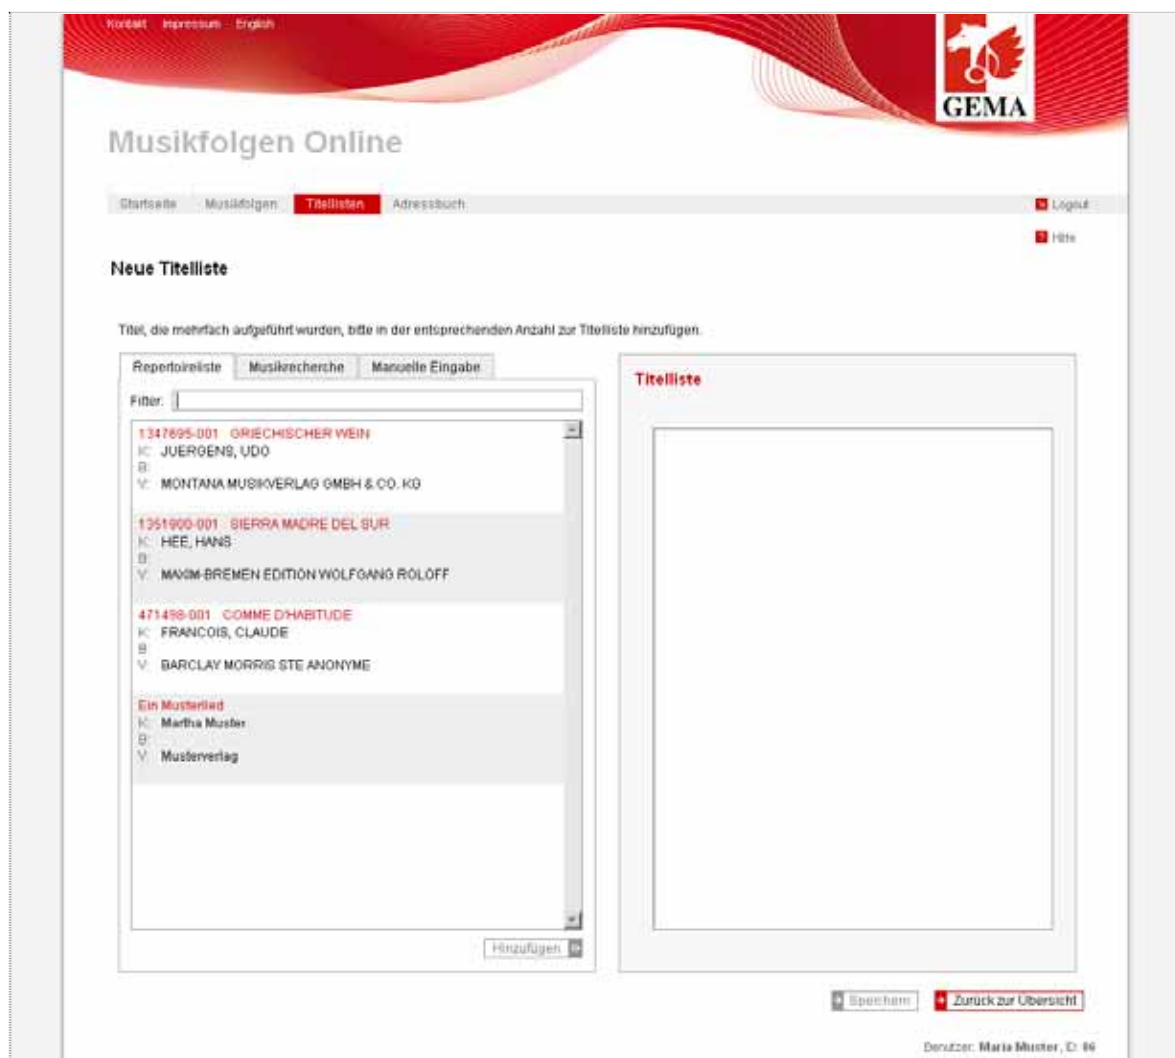 Kontakt Impressum English
GEMA
Musikfolgen Online
Startseite Musikfolgen Titellisten Adressbuch Logout
Hilfe
Neue Titelliste
Titel, die mehrfach aufgeführt wurden, bitte in der entsprechenden Anzahl zur Titelliste hinzufügen.
Repertoireliste Musikrecherche Manuelle Eingabe
Titelliste
Filter:
1347695-001 GRIECHISCHER WEIN
K: JUERGENS, UDO
B:
V: MONTANA MUSIKVERLAG GMBH & CO. KG
1351900-001 SIERRA MADRE DEL SUR
K: HEE, HANS
B:
V: MAXIM-BREMEN EDITION WOLFGANG ROLOFF
471498-001 COMME D'HABITUDE
K: FRANCOIS, CLAUDE
B:
V: BARCLAY MORRIS STE ANONYME
Ein Musterlied
K: Martha Muster
B:
V: Musterverlag
Hinzufügen
Speichern Zurück zur Übersicht
Benutzer: Maria Muster, ID: 86